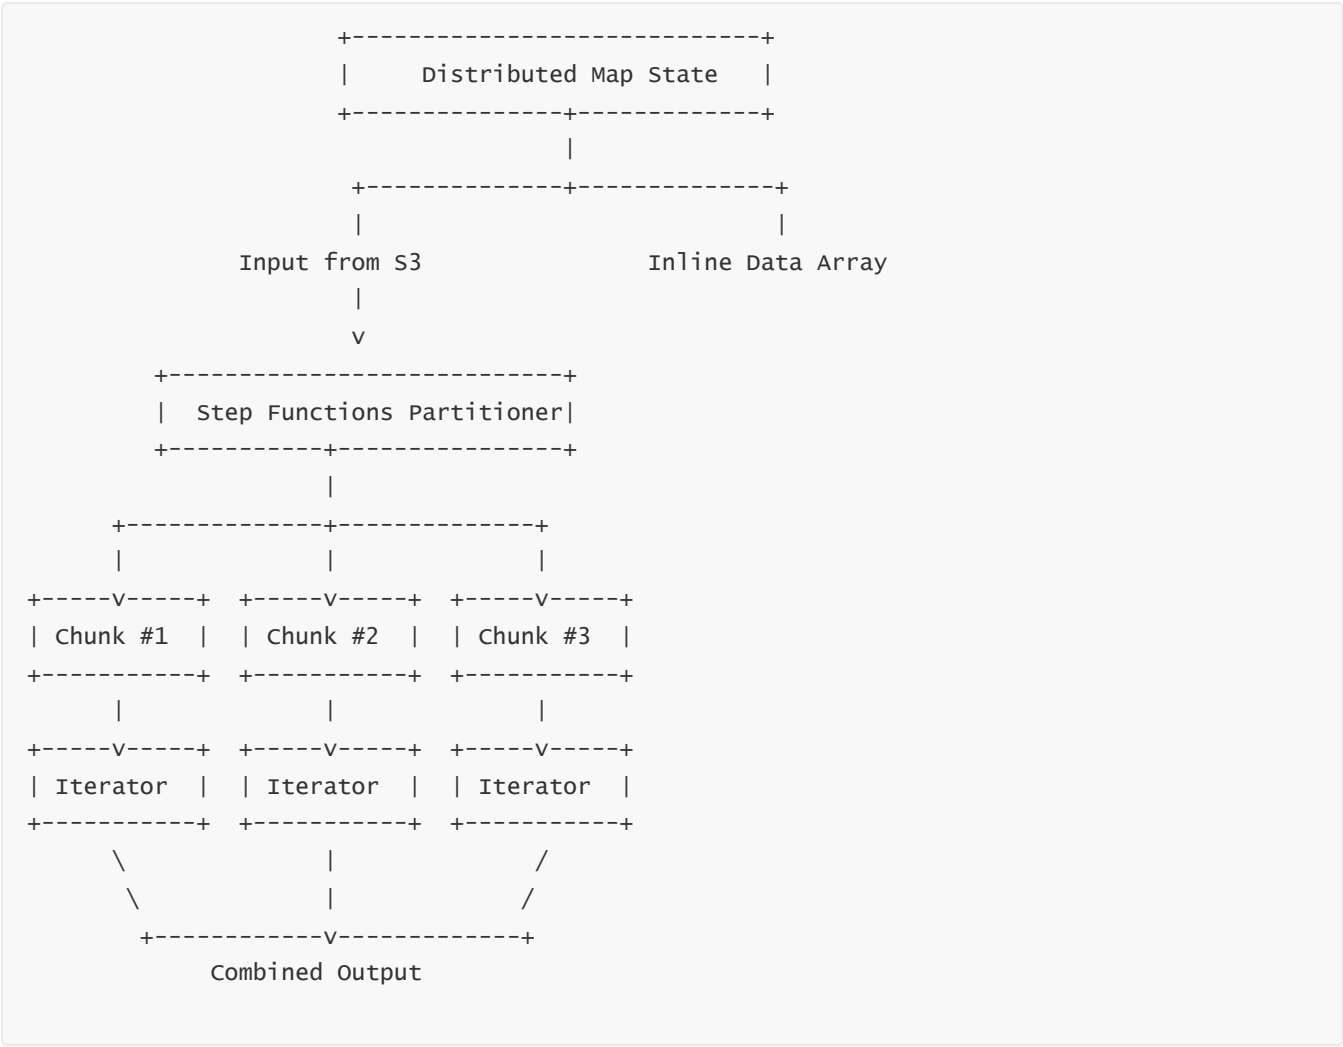 +-----------------------------+
                      |     Distributed Map State   |
                      +---------------+-------------+
                                      |
                       +--------------+--------------+
                       |                             |
               Input from S3                Inline Data Array
                       |
                       v
         +----------------------------+
         |  Step Functions Partitioner|
         +-----------+----------------+
                     |
      +--------------+--------------+
      |              |              |
+-----v-----+  +-----v-----+  +-----v-----+
| Chunk #1  |  | Chunk #2  |  | Chunk #3  |
+-----------+  +-----------+  +-----------+
      |              |              |
+-----v-----+  +-----v-----+  +-----v-----+
| Iterator  |  | Iterator  |  | Iterator  |
+-----------+  +-----------+  +-----------+
      \              |              /
       \             |             /
        +------------v-------------+
             Combined Output